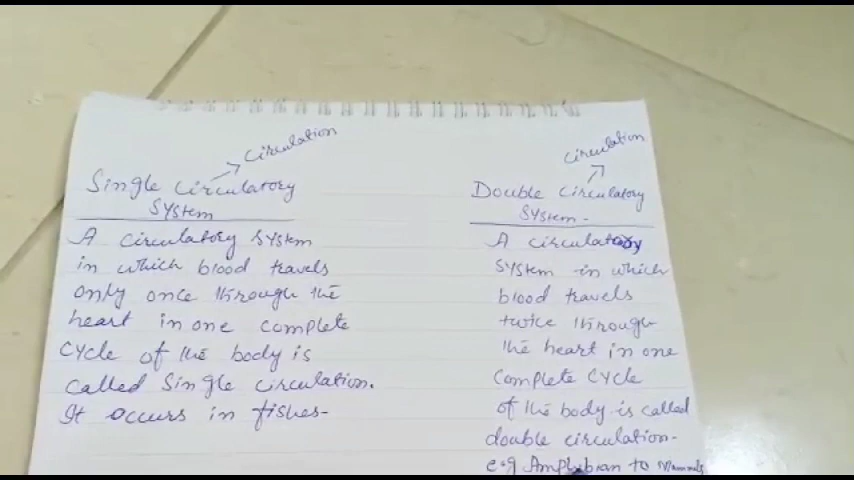 Circulation
Single circulatory
System
A circulatory system
in which blood travels
only once through the
heart in one complete
cycle of the body is
called Single circulation.
It occurs in fishes-
Circulation
Double circulatory
System-
A circulatory
System in which
blood travels
twice through
the heart in one
complete cycle
of the body is called
double circulation-
e.g Amphibian to Mammals